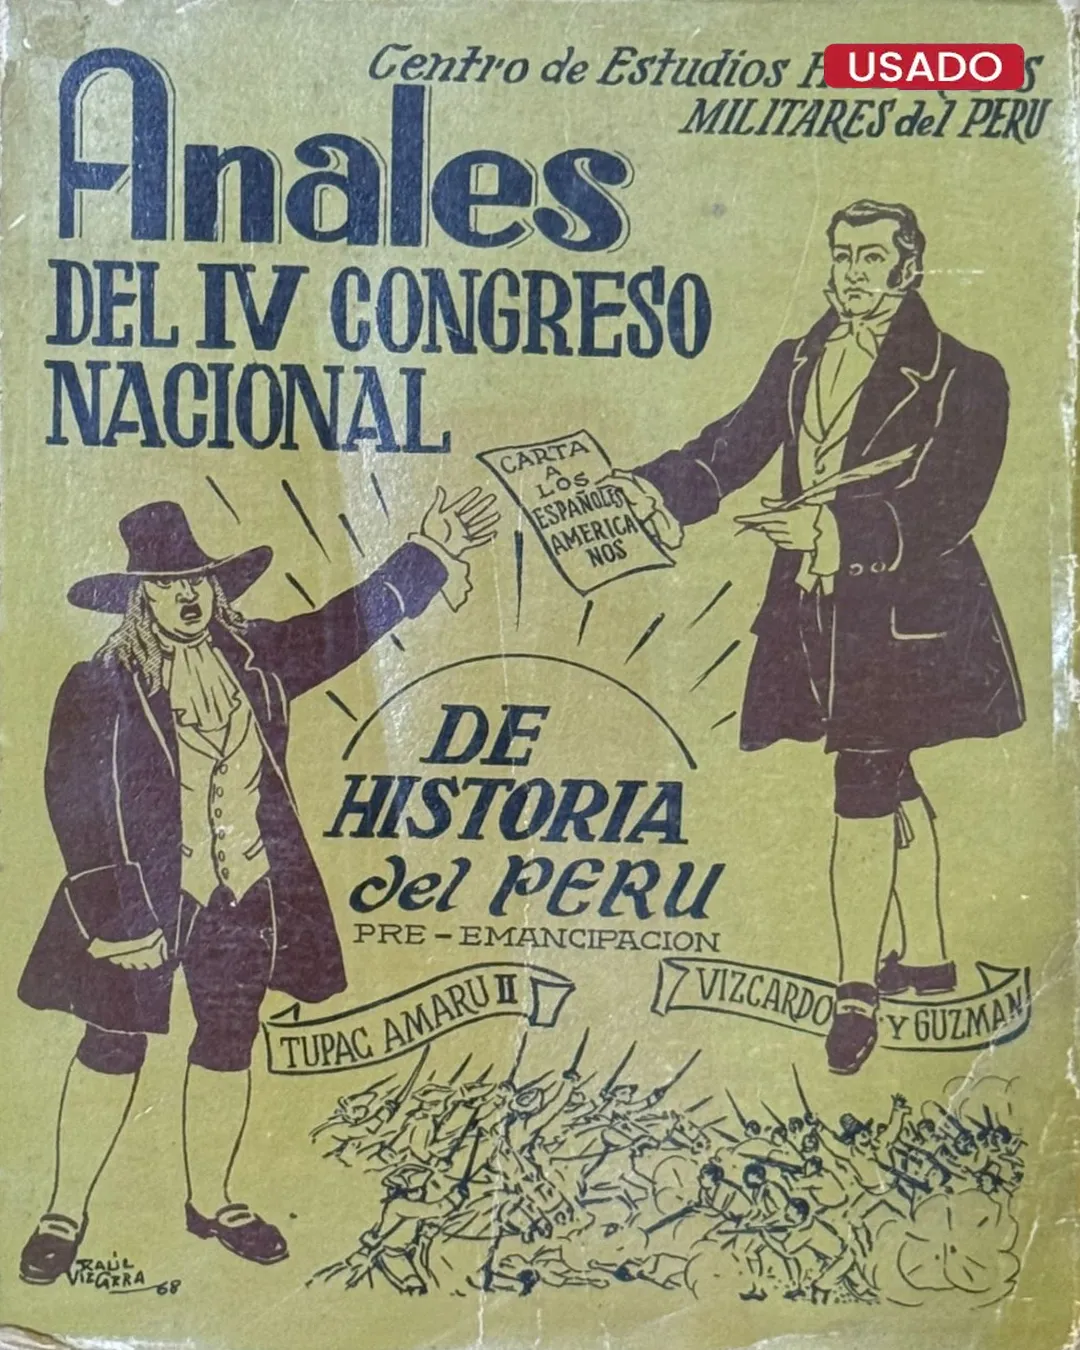 Centro de Estudios
USADO
MILITARES del PERU
Anales
DEL IV CONGRESO
NACIONAL
CARTA
A
LOS
ESPAÑOLES
AMERICA
NOS
DE
HISTORIA
del PERU
PRE-EMANCIPACION
TUPAC AMARU II
VIZCARDO Y GUZMAN
RAÚL
VIZCARRA 68